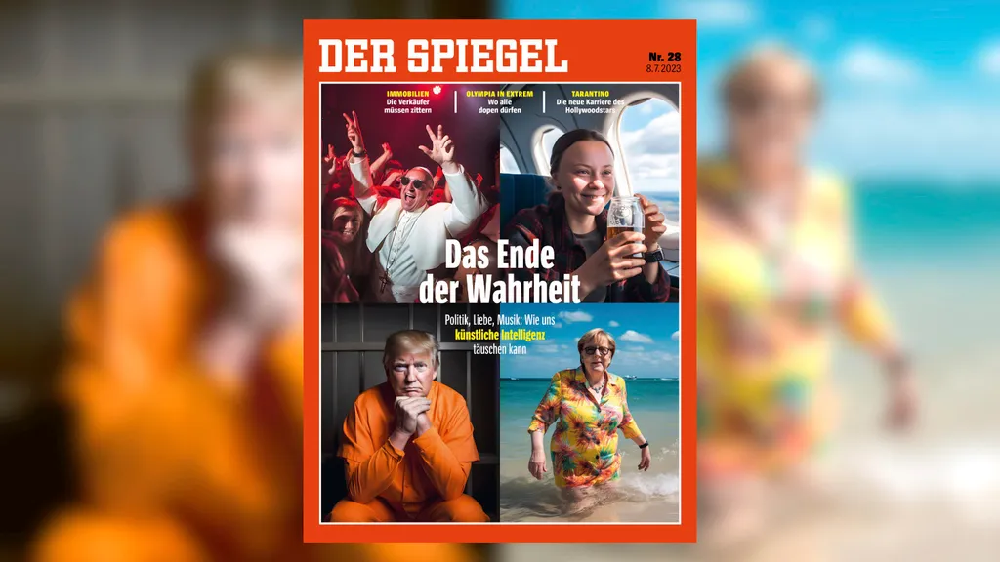 DER SPIEGEL
Nr. 28
8.7.2023
IMMOBILIEN
Die Verkäufer
müssen zittern
OLYMPIA IN EXTREM
Wo alle
dopen dürfen
TARANTINO
Die neue Karriere des
Hollywoodstars
Das Ende
der Wahrheit
Politik, Liebe, Musik: Wie uns
künstliche Intelligenz
täuschen kann